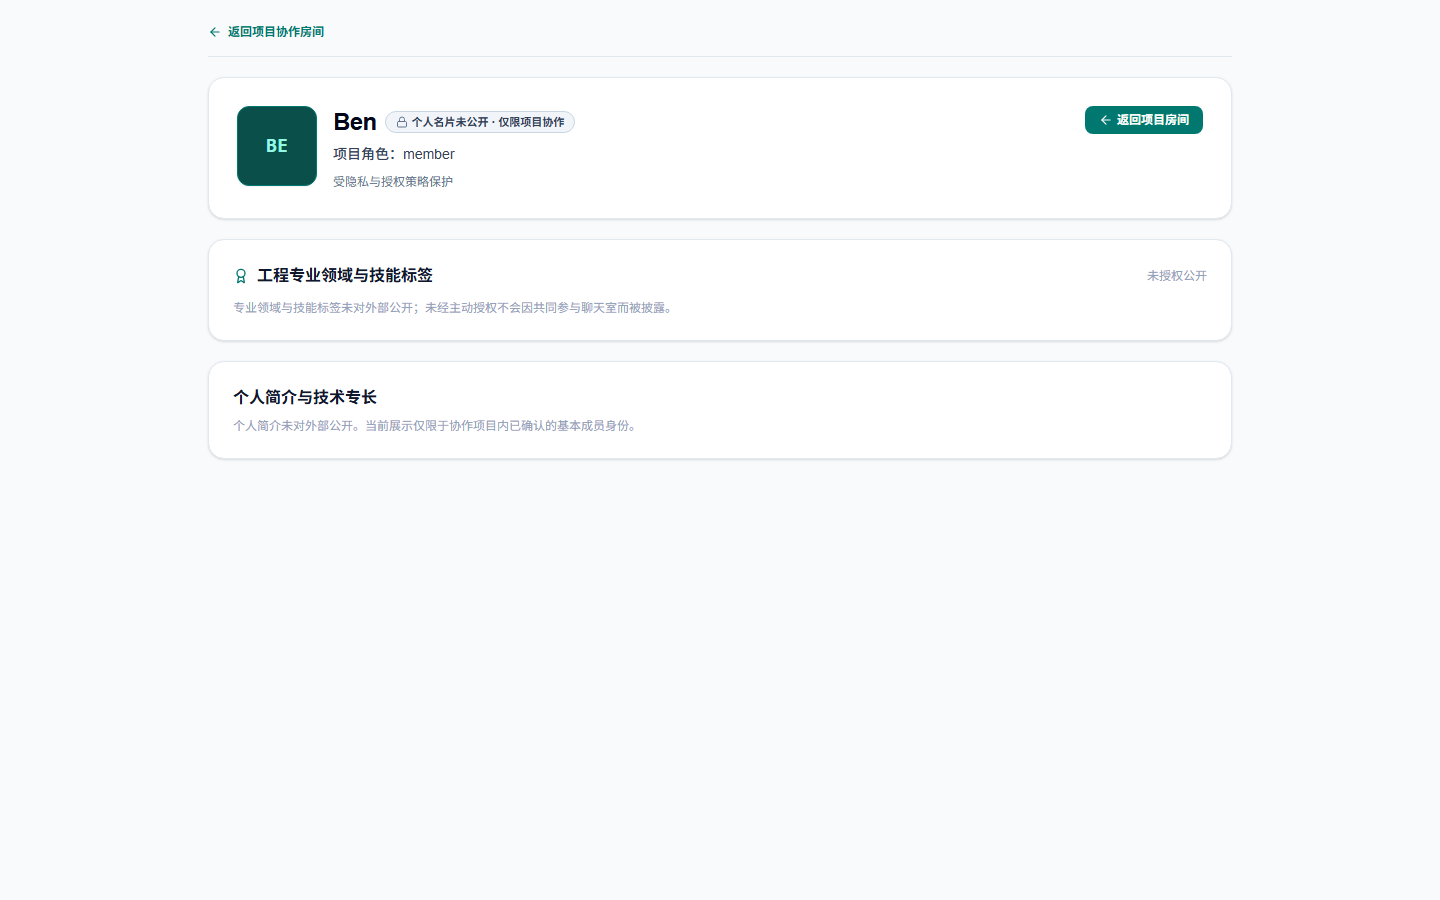 返回项目协作房间
BE
Ben
个人名片未公开 · 仅限项目协作
返回项目房间
项目角色：member
受隐私与授权策略保护
工程专业领域与技能标签
未授权公开
专业领域与技能标签未对外部公开；未经主动授权不会因共同参与聊天室而被披露。
个人简介与技术专长
个人简介未对外部公开。当前展示仅限于协作项目内已确认的基本成员身份。